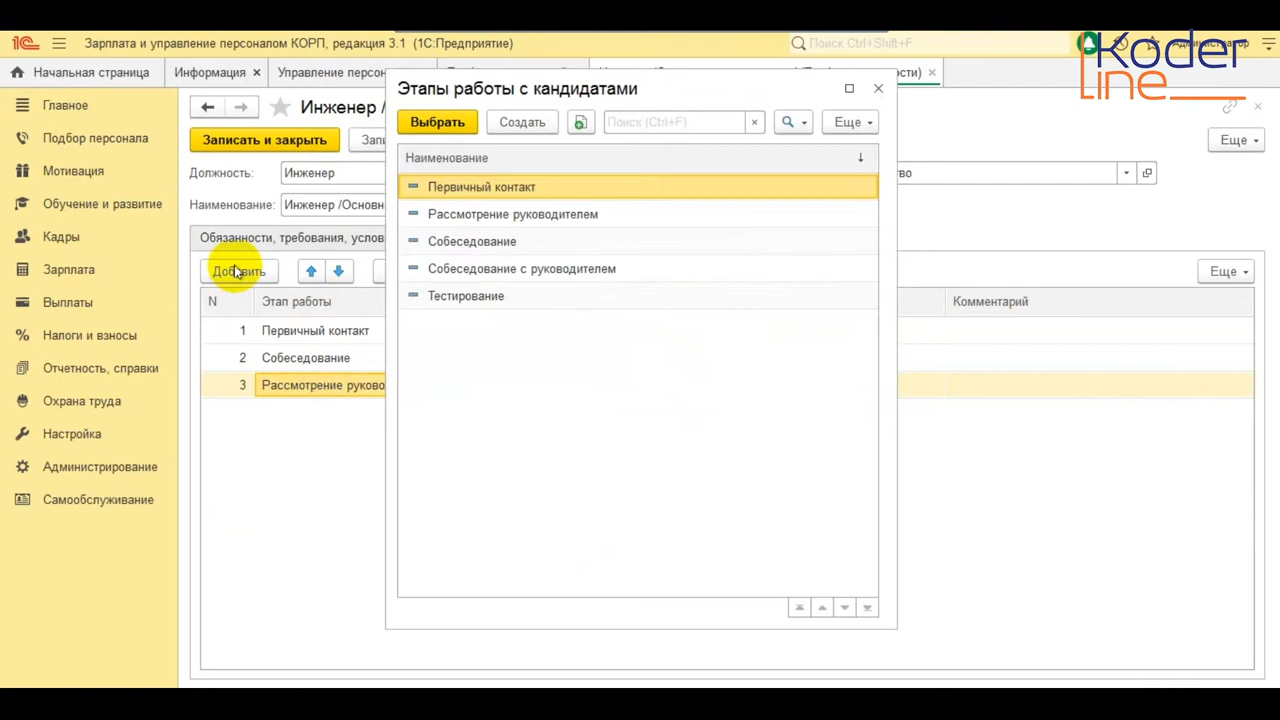 Koder
line
1С Зарплата и управление персоналом КОРП, редакция 3.1 (1С:Предприятие)
Поиск Ctrl+Shift+F
Начальная страница
Информация ×
Управление персон
ости) ×
Главное
Подбор персонала
Мотивация
Обучение и развитие
Кадры
Зарплата
Выплаты
Налоги и взносы
Отчетность, справки
Охрана труда
Настройка
Администрирование
Самообслуживание
Инженер /
Записать и закрыть
Запи
Еще
Должность: Инженер
во
Наименование: Инженер /Основн
Обязанности, требования, услов
Добавить
Еще
N Этап работы
Комментарий
1 Первичный контакт
2 Собеседование
3 Рассмотрение руково
Этапы работы с кандидатами
Выбрать
Создать
Поиск (Ctrl+F)
Еще
Наименование ↓
Первичный контакт
Рассмотрение руководителем
Собеседование
Собеседование с руководителем
Тестирование